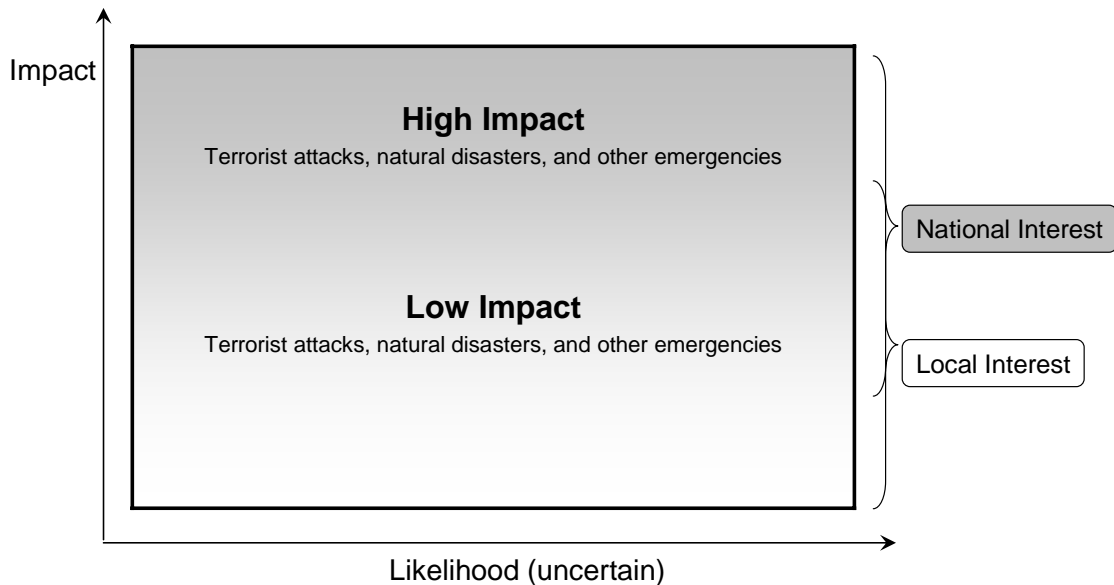 Impact
High Impact
Terrorist attacks, natural disasters, and other emergencies
National Interest
Low Impact
Terrorist attacks, natural disasters, and other emergencies
Local Interest
Likelihood (uncertain)